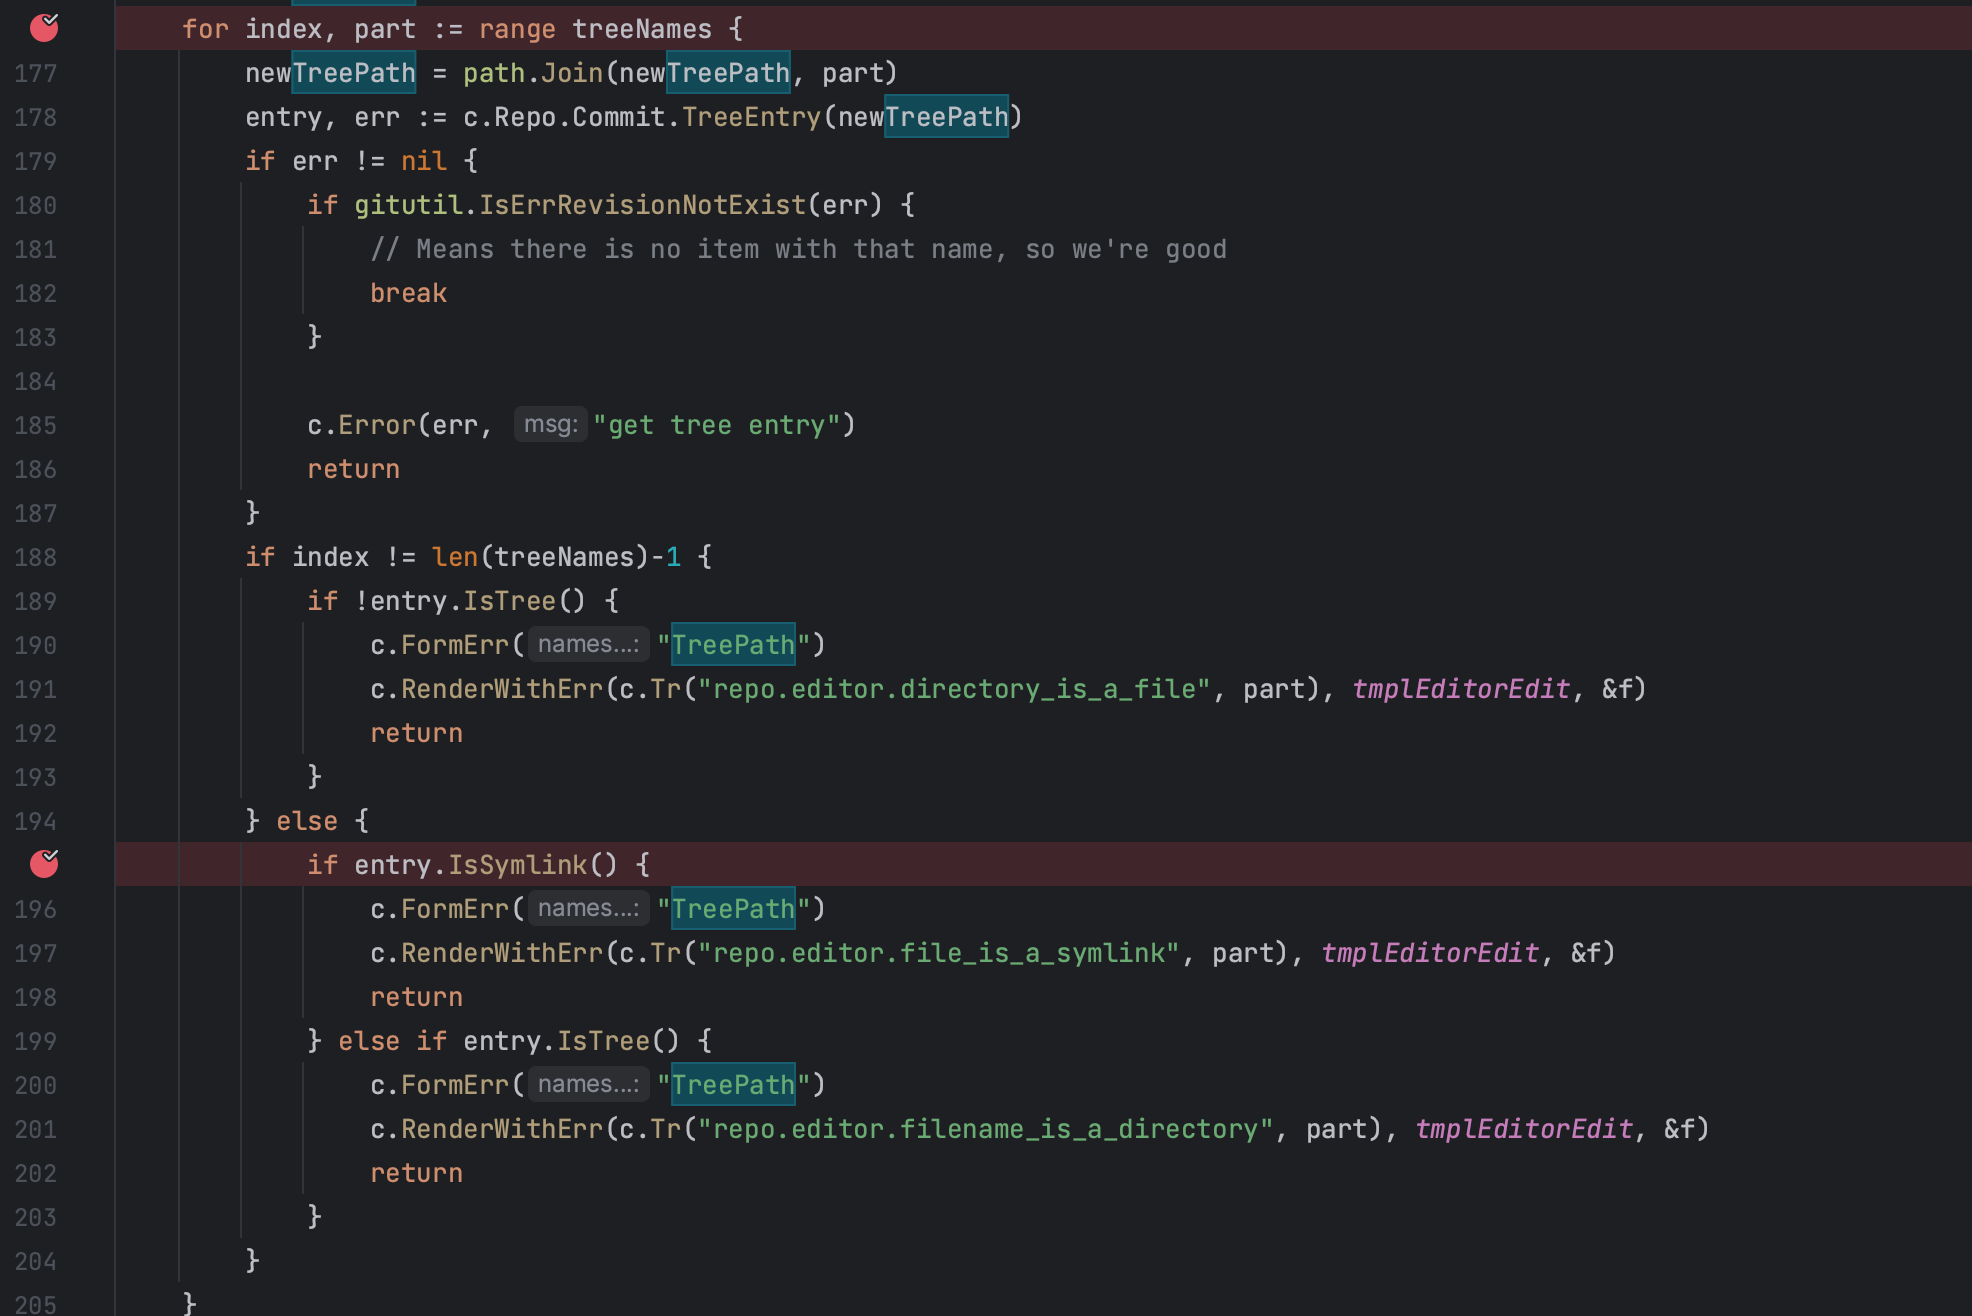 for index, part := range treeNames {
177 newTreePath = path.Join(newTreePath, part)
178 entry, err := c.Repo.Commit.TreeEntry(newTreePath)
179 if err != nil {
180 if gitutil.IsErrRevisionNotExist(err) {
181 // Means there is no item with that name, so we're good
182 break
183 }
184
185 c.Error(err, msg: "get tree entry")
186 return
187 }
188 if index != len(treeNames)-1 {
189 if !entry.IsTree() {
190 c.FormErr( names...: "TreePath")
191 c.RenderWithErr(c.Tr("repo.editor.directory_is_a_file", part), tmplEditorEdit, &f)
192 return
193 }
194 } else {
if entry.IsSymlink() {
196 c.FormErr( names...: "TreePath")
197 c.RenderWithErr(c.Tr("repo.editor.file_is_a_symlink", part), tmplEditorEdit, &f)
198 return
199 } else if entry.IsTree() {
200 c.FormErr( names...: "TreePath")
201 c.RenderWithErr(c.Tr("repo.editor.filename_is_a_directory", part), tmplEditorEdit, &f)
202 return
203 }
204 }
205 }